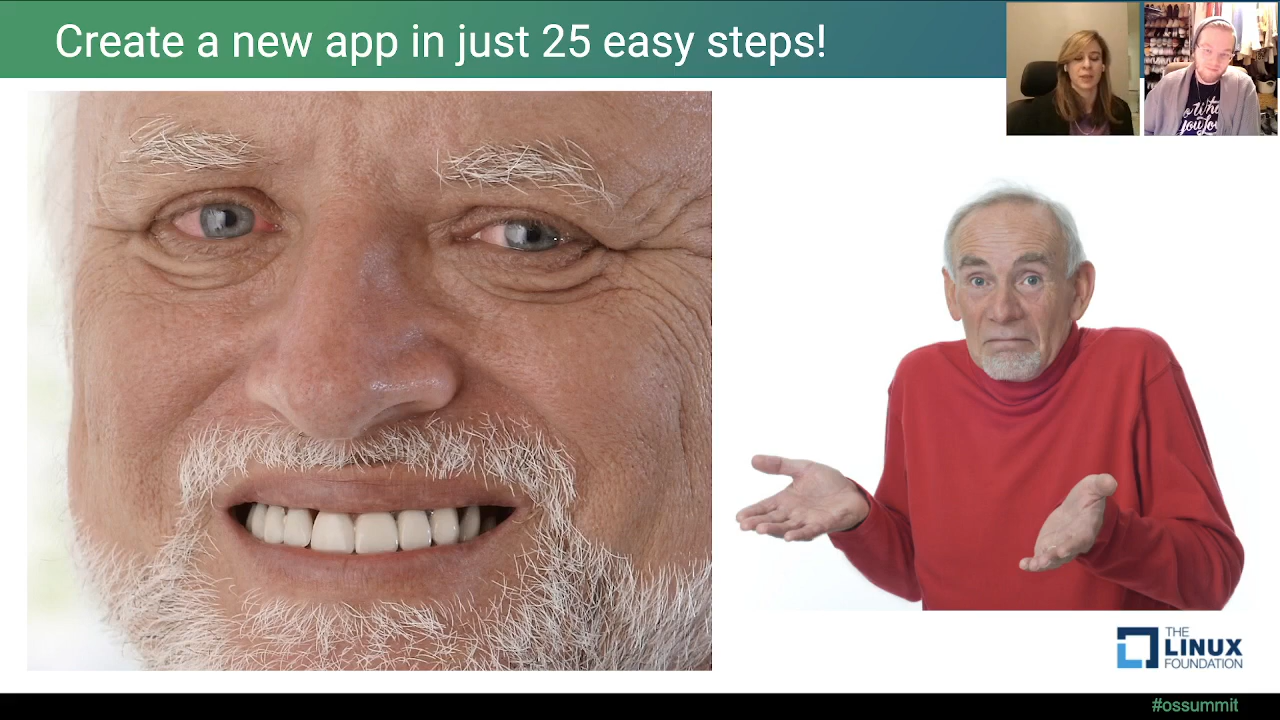 Create a new app in just 25 easy steps!
THE
LINUX
FOUNDATION
#ossummit